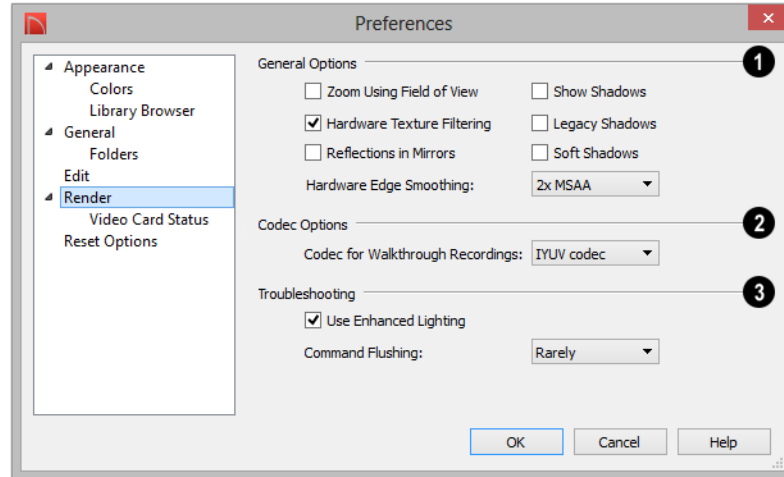 Preferences
Appearance
Colors
Library Browser
General
Folders
Edit
Render
Video Card Status
Reset Options
General Options 1
Zoom Using Field of View Show Shadows
Hardware Texture Filtering Legacy Shadows
Reflections in Mirrors Soft Shadows
Hardware Edge Smoothing: 2x MSAA
Codec Options 2
Codec for Walkthrough Recordings: IYUV codec
Troubleshooting 3
Use Enhanced Lighting
Command Flushing: Rarely
OK Cancel Help